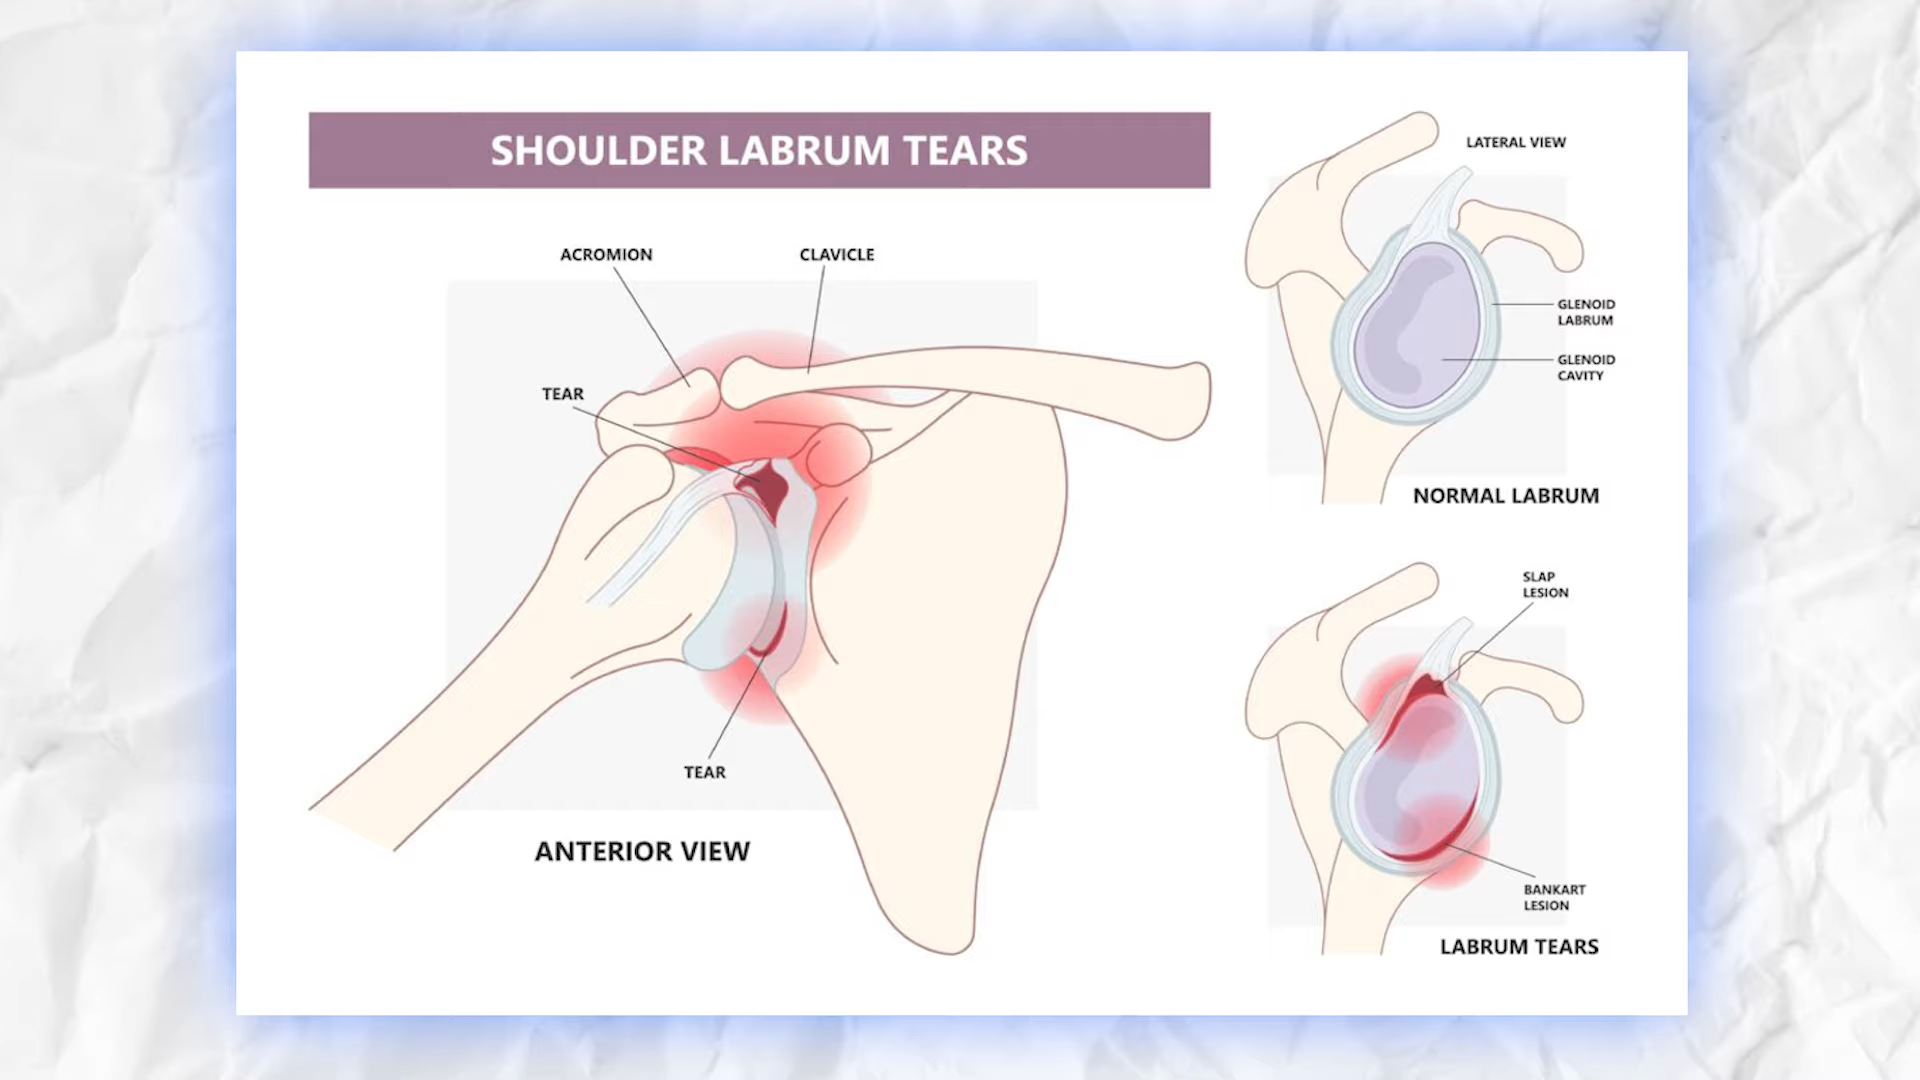 SHOULDER LABRUM TEARS
ACROMION
CLAVICLE
TEAR
TEAR
ANTERIOR VIEW
LATERAL VIEW
GLENOID
LABRUM
GLENOID
CAVITY
NORMAL LABRUM
SLAP
LESION
BANKART
LESION
LABRUM TEARS